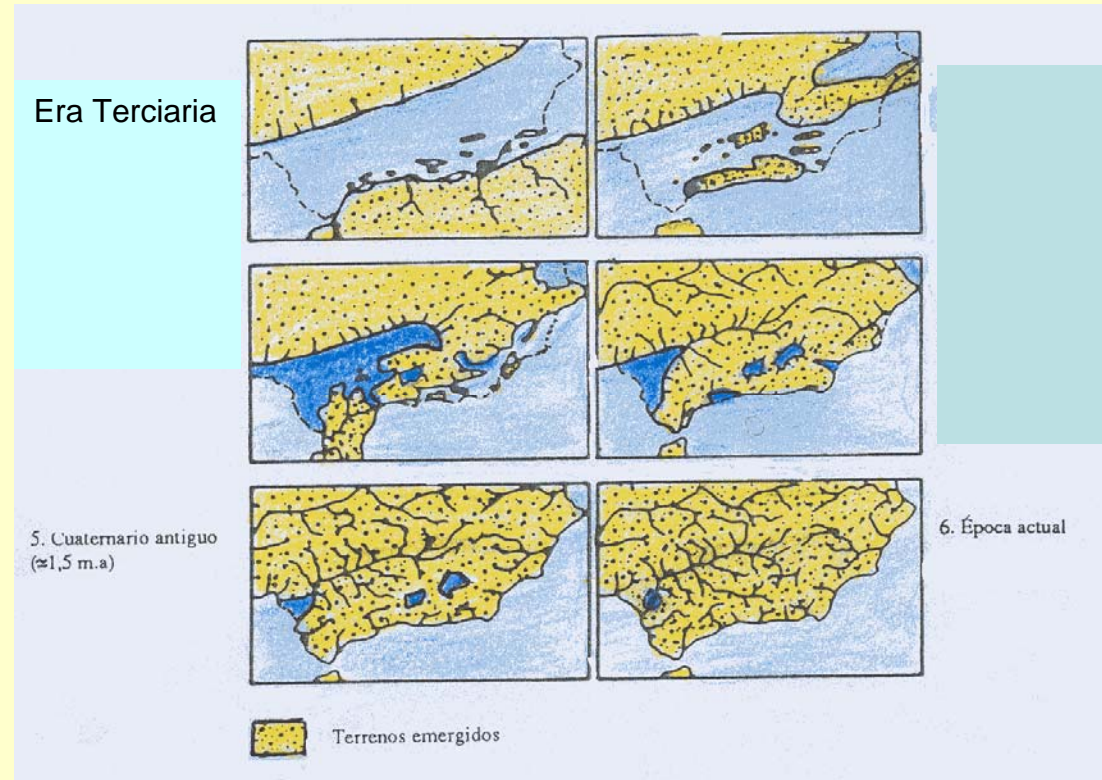 Era Terciaria
5. Cuaternario antiguo
(≃1,5 m.a)
6. Época actual
Terrenos emergidos